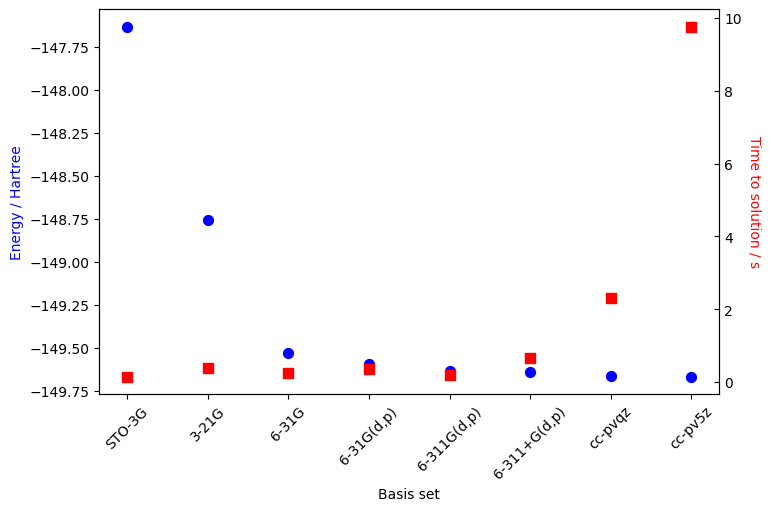 Energy / Hartree
−147.75
−148.00
−148.25
−148.50
−148.75
−149.00
−149.25
−149.50
−149.75
10
8
6
4
2
0
Time to solution / s
STO-3G
3-21G
6-31G
6-31G(d,p)
6-311G(d,p)
6-311+G(d,p)
cc-pvqz
cc-pv5z
Basis set